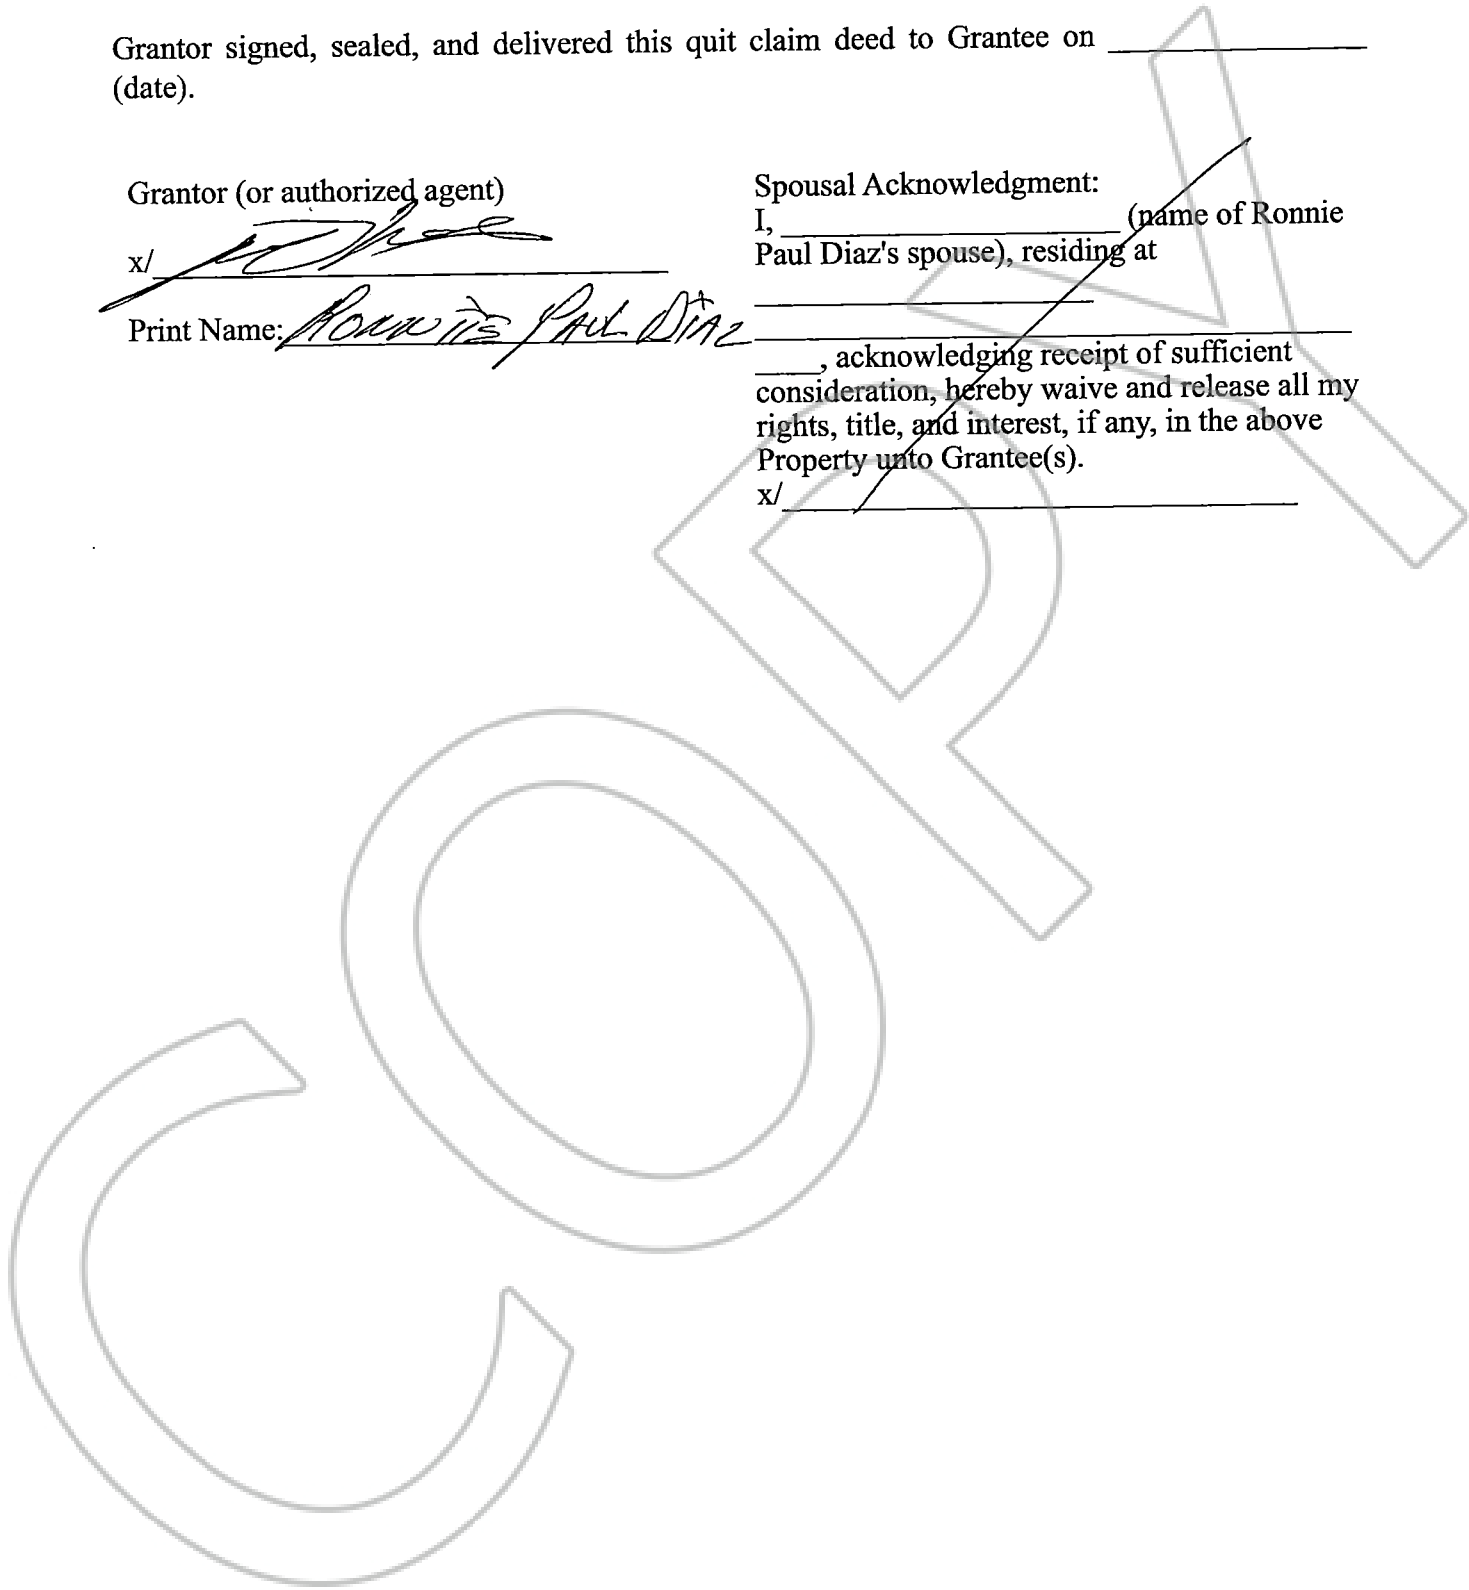 Grantor signed, sealed, and delivered this quit claim deed to Grantee on
(date).
Grantor (or authorized agent)
x/
Print Name: Ronnie Paul Diaz
Spousal Acknowledgment:
I, (name of Ronnie
Paul Diaz's spouse), residing at
, acknowledging receipt of sufficient
consideration, hereby waive and release all my
rights, title, and interest, if any, in the above
Property unto Grantee(s).
x/
COPY